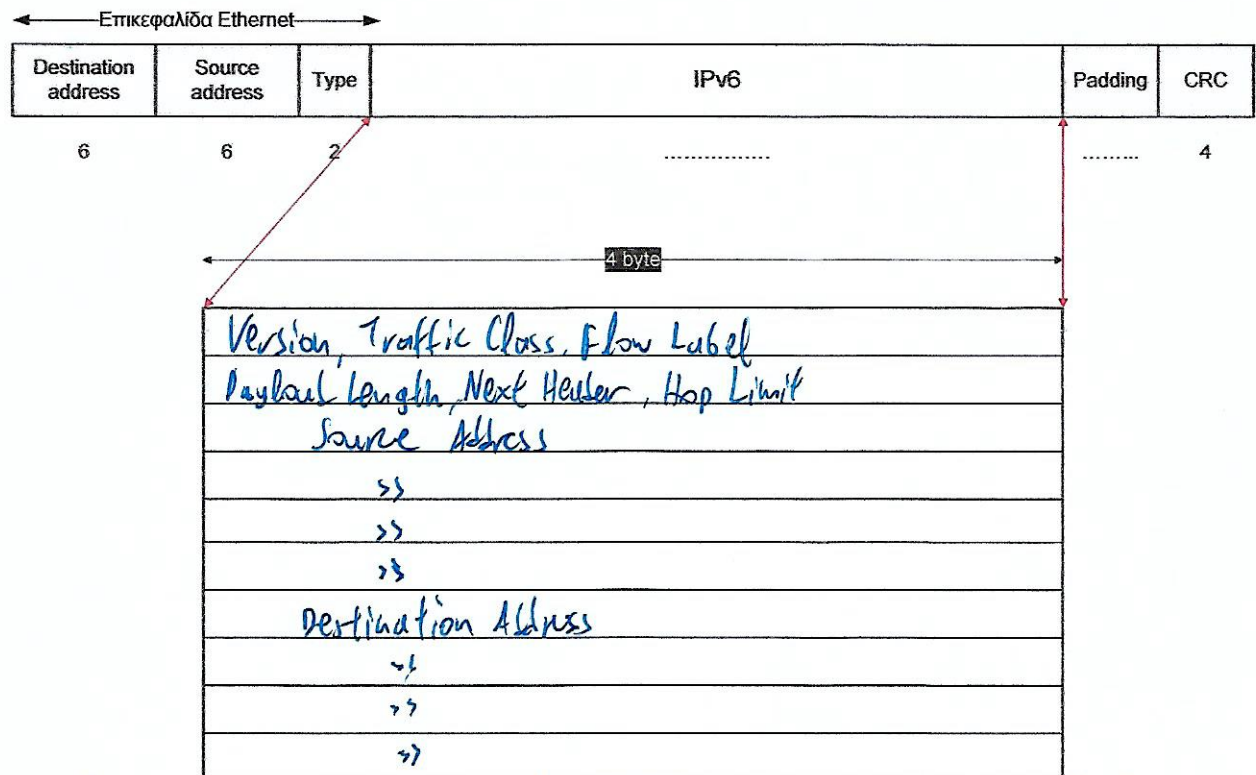 Επικεφαλίδα Ethernet
Destination address Source address Type IPv6 Padding CRC
6 6 2 ............... ......... 4
4 byte
Version, Traffic Class, Flow Label
Payload Length, Next Header, Hop Limit
Source Address
>>
>>
>>
Destination Address
>>
>>
>>